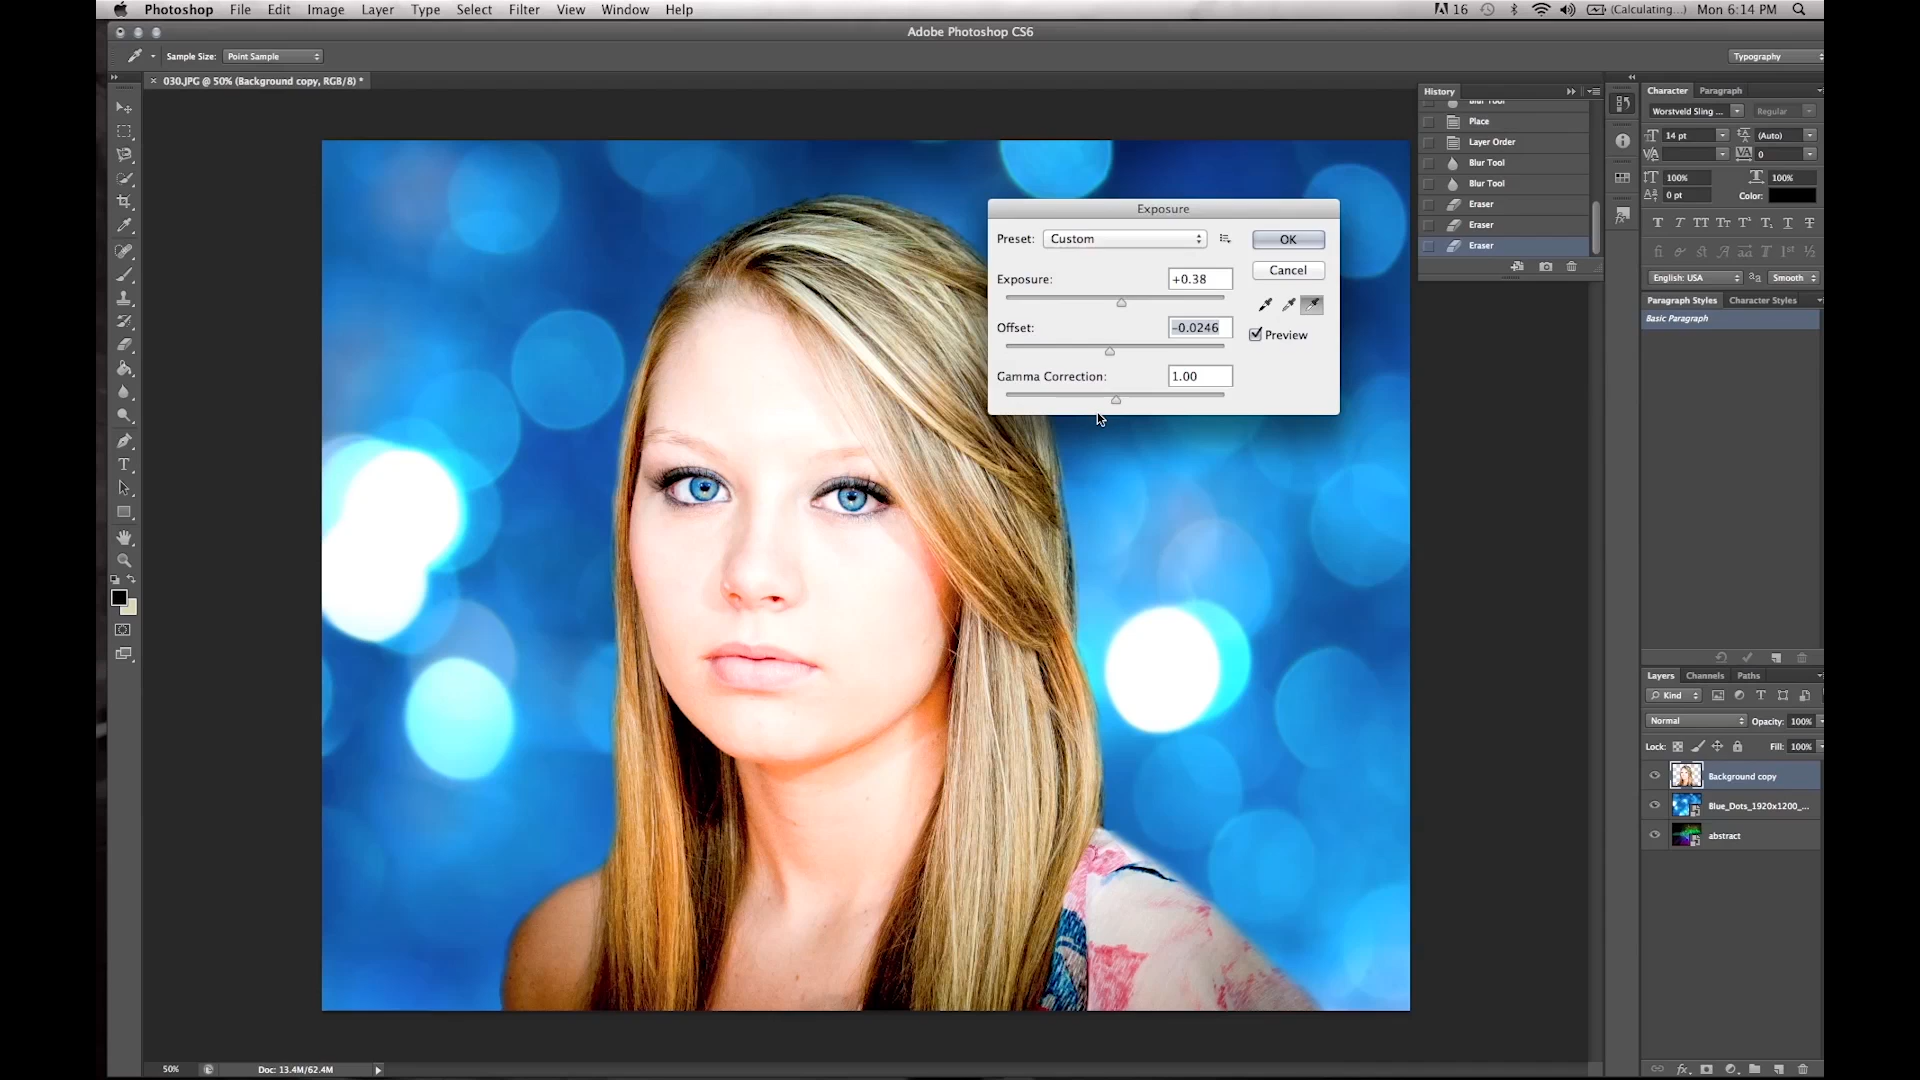 Photoshop File Edit Image Layer Type Select Filter View Window Help 16 (Calculating...) Mon 6:14 PM
Adobe Photoshop CS6
Sample Size: Point Sample Typography
× 030.JPG @ 50% (Background copy, RGB/8) *
History
Blur Tool
Place
Layer Order
Blur Tool
Blur Tool
Eraser
Eraser
Eraser
Exposure
Preset: Custom OK
Cancel
Exposure: +0.38
Offset: -0.0246
Preview
Gamma Correction: 1.00
Character Paragraph
Worstveld Sling ... Regular
14 pt (Auto)
0
100% 100%
0 pt Color:
English: USA Smooth
Paragraph Styles Character Styles
Basic Paragraph
Layers Channels Paths
Kind
Normal Opacity: 100%
Lock: Fill: 100%
Background copy
Blue_Dots_1920x1200_...
abstract
50% Doc: 13.4M/62.4M